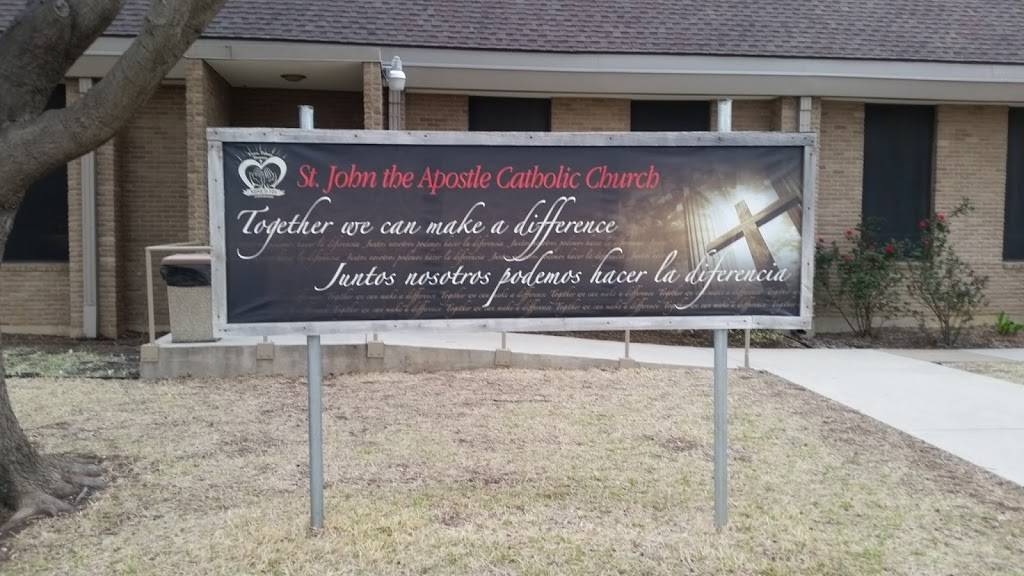 St. John the Apostle Catholic Church
Together we can make a difference
Juntos nosotros podemos hacer la diferencia